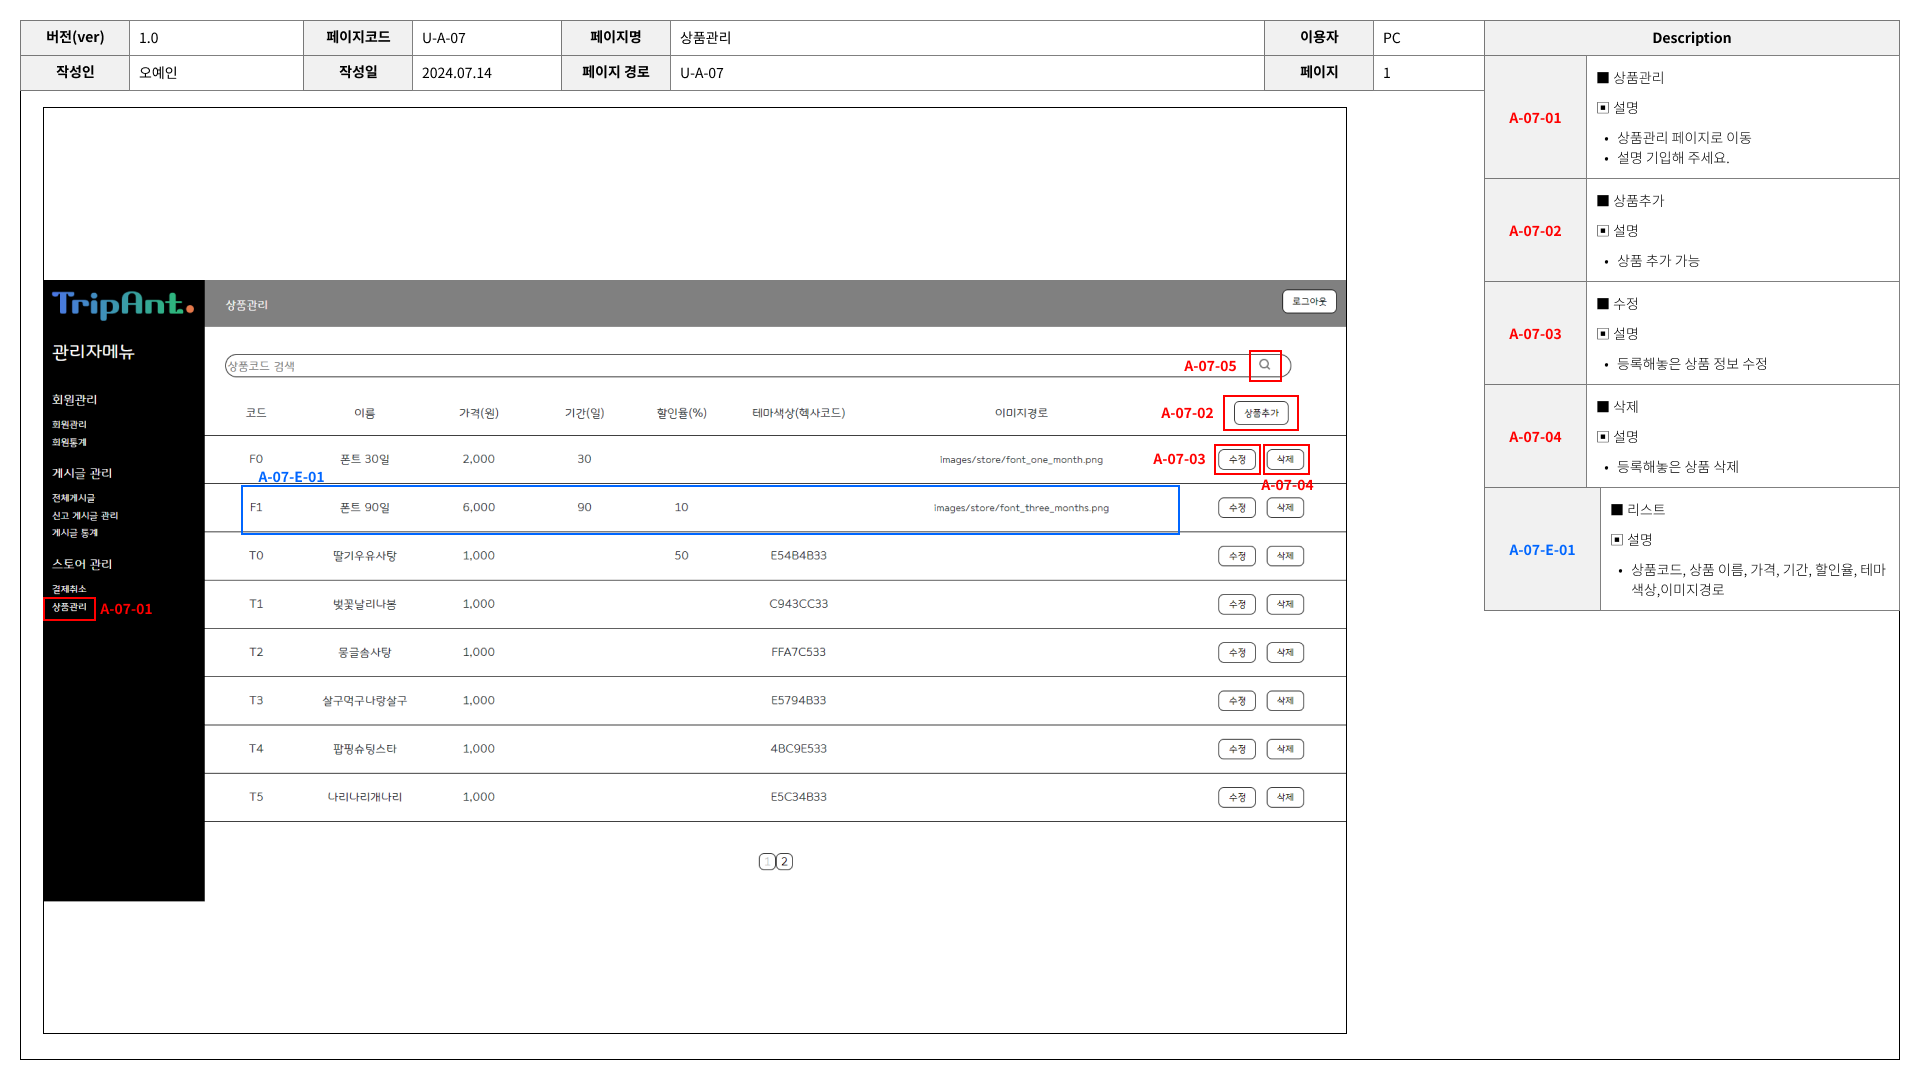 버전(ver) 1.0 페이지코드 U-A-07 페이지명 상품관리 이용자 PC Description
작성인 오예인 작성일 2024.07.14 페이지 경로 U-A-07 페이지 1
TripAnt.
관리자메뉴
회원관리
회원관리
회원통계
게시글 관리
전체게시글
신고 게시글 관리
게시글 통계
스토어 관리
결제취소
상품관리 A-07-01
상품관리 로그아웃
상품코드 검색 A-07-05
코드 이름 가격(원) 기간(일) 할인율(%) 테마색상(헥사코드) 이미지경로 A-07-02 상품추가
F0 폰트 30일 2,000 30 images/store/font_one_month.png A-07-03 수정 삭제
A-07-E-01 A-07-04
F1 폰트 90일 6,000 90 10 images/store/font_three_months.png 수정 삭제
T0 딸기우유사탕 1,000 50 E54B4B33 수정 삭제
T1 벚꽃날리나봄 1,000 C943CC33 수정 삭제
T2 몽글솜사탕 1,000 FFA7C533 수정 삭제
T3 살구먹구나랑살구 1,000 E5794B33 수정 삭제
T4 팝핑슈팅스타 1,000 4BC9E533 수정 삭제
T5 나리나리개나리 1,000 E5C34B33 수정 삭제
1 2
A-07-01
■ 상품관리
▣ 설명
• 상품관리 페이지로 이동
• 설명 기입해 주세요.
A-07-02
■ 상품추가
▣ 설명
• 상품 추가 가능
A-07-03
■ 수정
▣ 설명
• 등록해놓은 상품 정보 수정
A-07-04
■ 삭제
▣ 설명
• 등록해놓은 상품 삭제
A-07-E-01
■ 리스트
▣ 설명
• 상품코드, 상품 이름, 가격, 기간, 할인율, 테마
색상,이미지경로